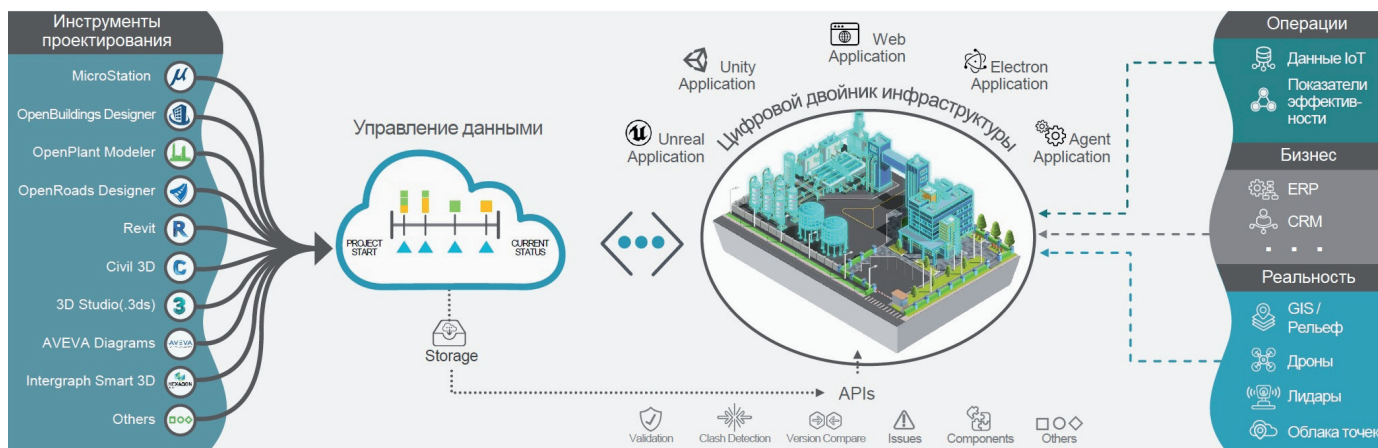 Инструменты
проектирования
MicroStation
μ
OpenBuildings Designer
OpenPlant Modeler
OpenRoads Designer
Revit
R
Civil 3D
C
3D Studio(.3ds)
3
AVEVA Diagrams
AVEVA
Intergraph Smart 3D
HEXAGON
Others
Управление данными
PROJECT
START
CURRENT
STATUS
Storage
Unreal
Application
Unity
Application
Web
Application
Electron
Application
Agent
Application
Цифровой двойник инфраструктуры
APIs
Validation
Clash Detection
Version Compare
Issues
Components
Others
Операции
Данные IoT
Показатели
эффектив-
ности
Бизнес
ERP
CRM
. . .
Реальность
GIS /
Рельеф
Дроны
Лидары
Облака точек